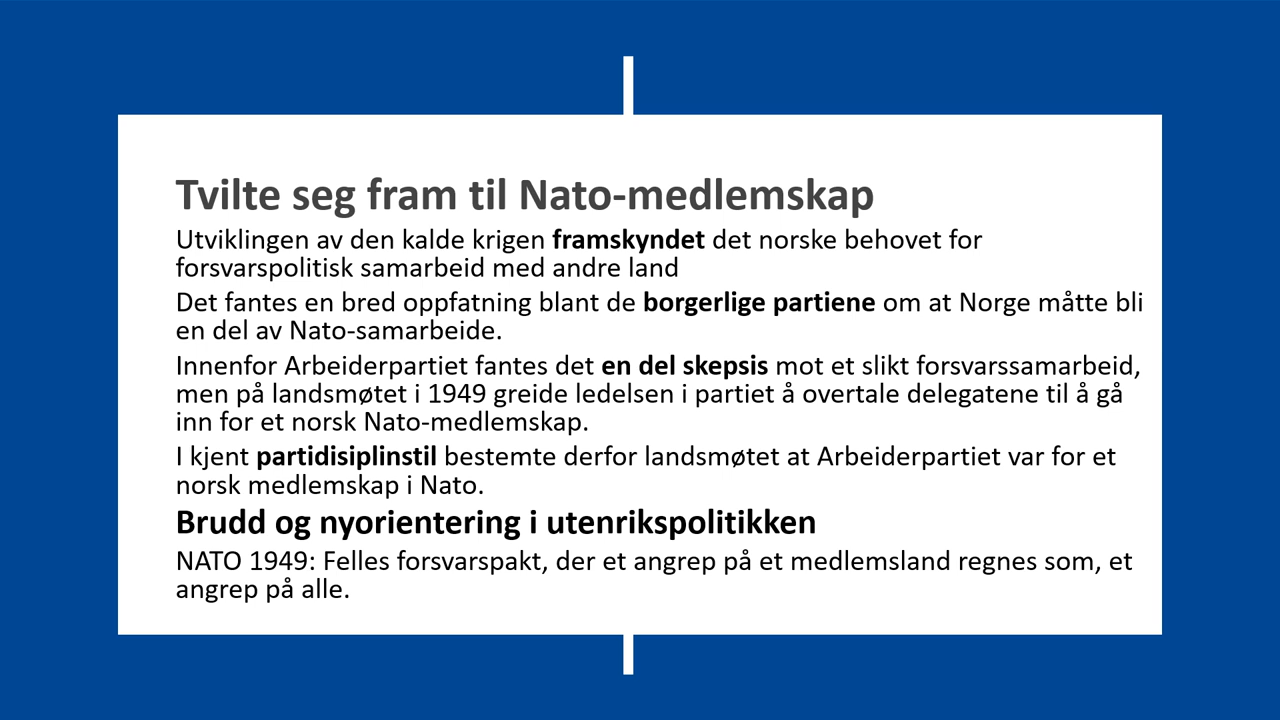 Tvilte seg fram til Nato-medlemskap
Utviklingen av den kalde krigen framskyndet det norske behovet for
forsvarspolitisk samarbeid med andre land
Det fantes en bred oppfatning blant de borgerlige partiene om at Norge måtte bli
en del av Nato-samarbeide.
Innenfor Arbeiderpartiet fantes det en del skepsis mot et slikt forsvarssamarbeid,
men på landsmøtet i 1949 greide ledelsen i partiet å overtale delegatene til å gå
inn for et norsk Nato-medlemskap.
I kjent partidisiplinstil bestemte derfor landsmøtet at Arbeiderpartiet var for et
norsk medlemskap i Nato.
Brudd og nyorientering i utenrikspolitikken
NATO 1949: Felles forsvarspakt, der et angrep på et medlemsland regnes som, et
angrep på alle.